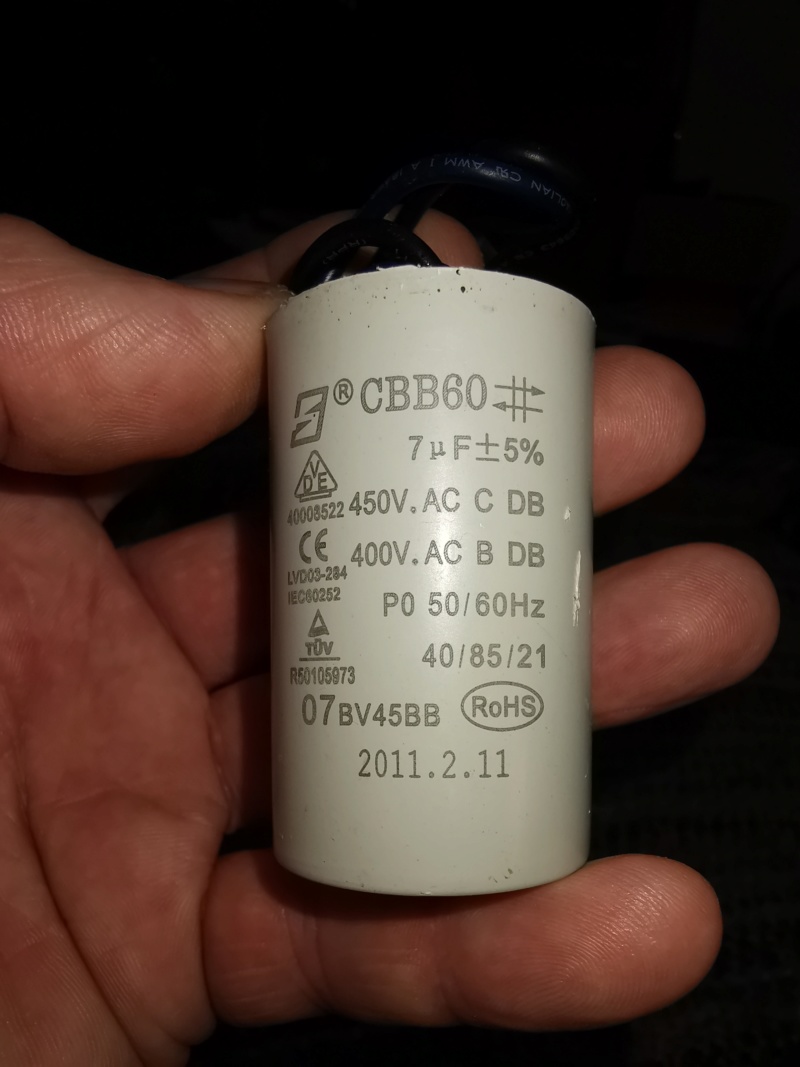 AWM
® CBB60
7μF±5%
VDE
40008522 450V.AC C DB
CE 400V.AC B DB
LVD03-284
IEC60252
P0 50/60Hz
TÜV 40/85/21
R50105973
07BV45BB RoHS
2011.2.11